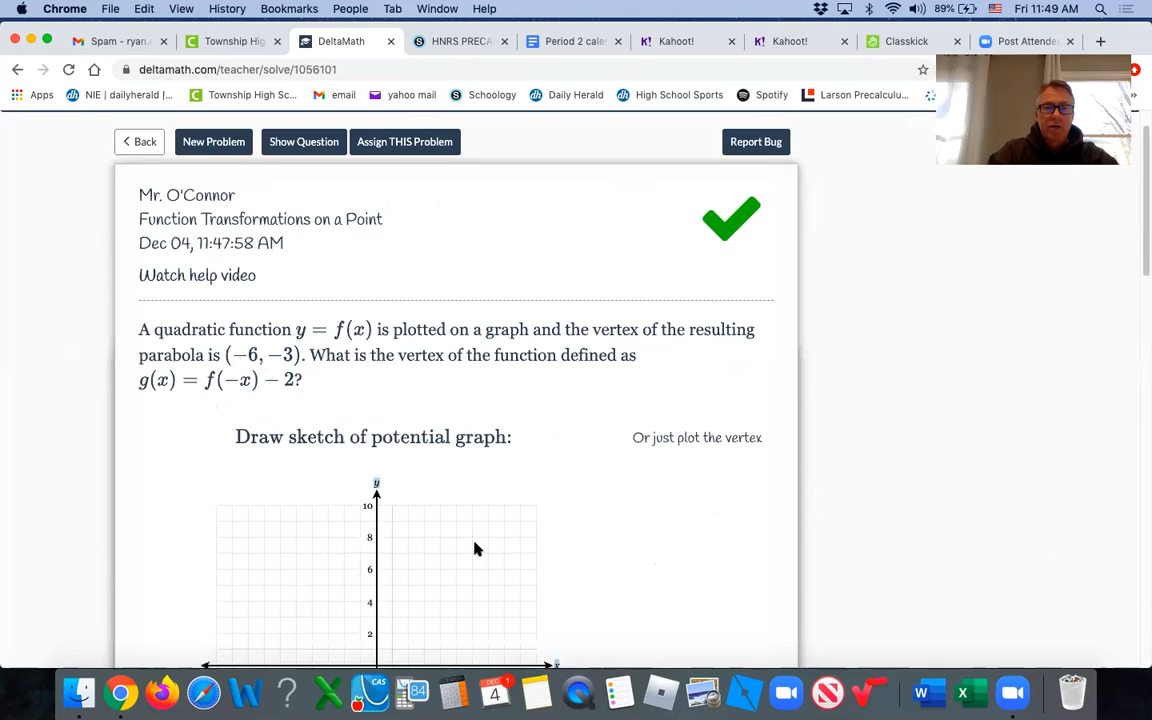 Chrome File Edit View History Bookmarks People Tab Window Help 89% Fri 11:49 AM
Spam - ryan.c Township Hig DeltaMath HNRS PRECA Period 2 caler Kahoot! Kahoot! Classkick Post Attende
deltamath.com/teacher/solve/1056101
Apps NIE | dailyherald |... Township High Sc... email yahoo mail Schoology Daily Herald High School Sports Spotify Larson Precalculu...
Back New Problem Show Question Assign THIS Problem Report Bug
Mr. O'Connor
Function Transformations on a Point
Dec 04, 11:47:58 AM
Watch help video
A quadratic function y = f(x) is plotted on a graph and the vertex of the resulting
parabola is (−6, −3). What is the vertex of the function defined as
g(x) = f(−x) − 2?
Draw sketch of potential graph: Or just plot the vertex
y
10
8
6
4
2
x
CAS 84 DEC 4 1